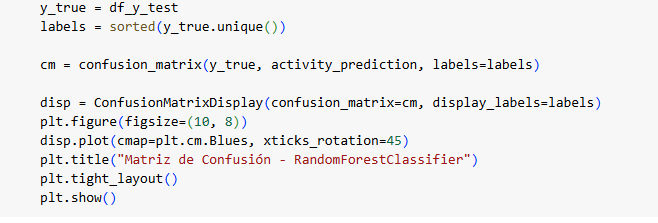 y_true = df_y_test
labels = sorted(y_true.unique())
cm = confusion_matrix(y_true, activity_prediction, labels=labels)
disp = ConfusionMatrixDisplay(confusion_matrix=cm, display_labels=labels)
plt.figure(figsize=(10, 8))
disp.plot(cmap=plt.cm.Blues, xticks_rotation=45)
plt.title("Matriz de Confusión - RandomForestClassifier")
plt.tight_layout()
plt.show()